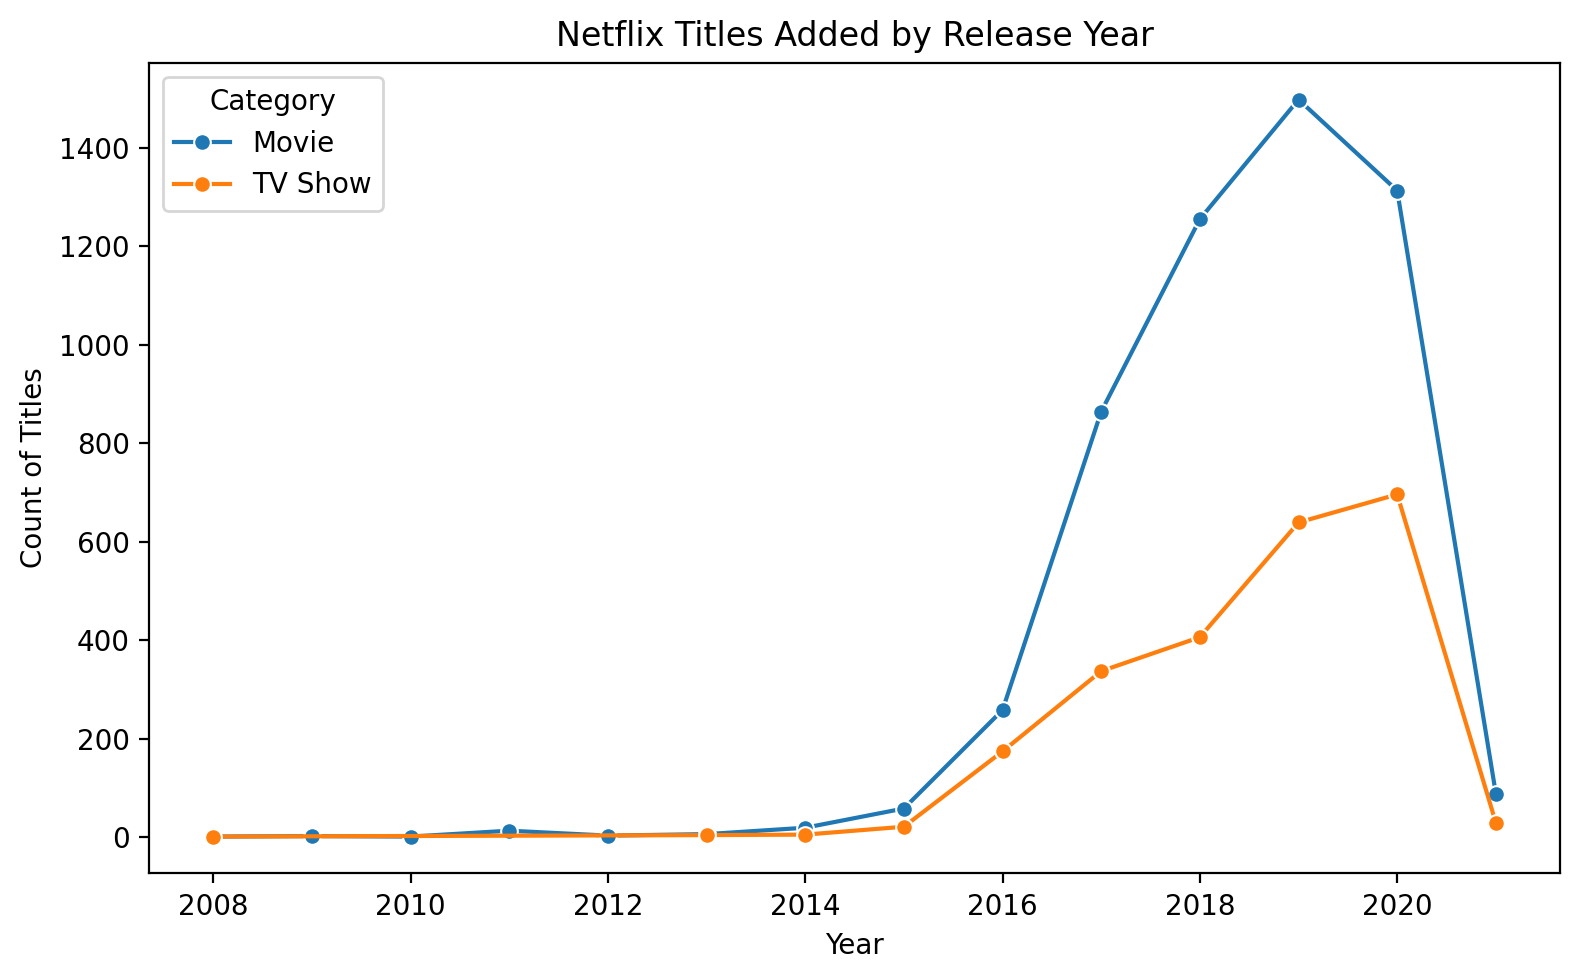 Netflix Titles Added by Release Year
Category
Movie
TV Show
Count of Titles
1400
1200
1000
800
600
400
200
0
2008 2010 2012 2014 2016 2018 2020
Year